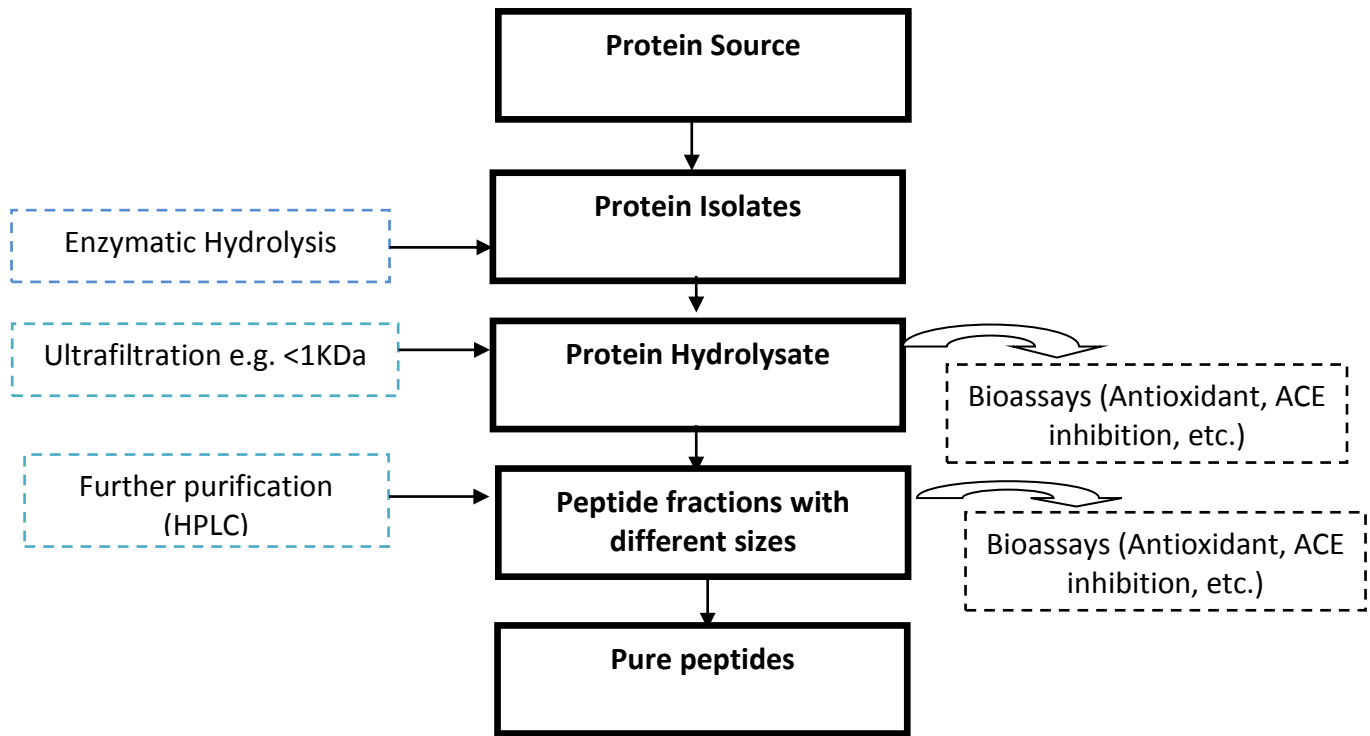 Protein Source
Protein Isolates
Enzymatic Hydrolysis
Ultrafiltration e.g. <1KDa
Protein Hydrolysate
Bioassays (Antioxidant, ACE
inhibition, etc.)
Further purification
(HPLC)
Peptide fractions with
different sizes
Bioassays (Antioxidant, ACE
inhibition, etc.)
Pure peptides